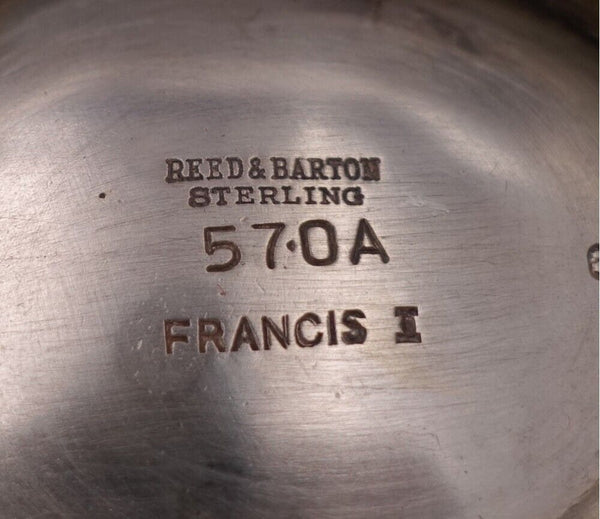 REED & BARTON
STERLING
57·0A
FRANCIS I